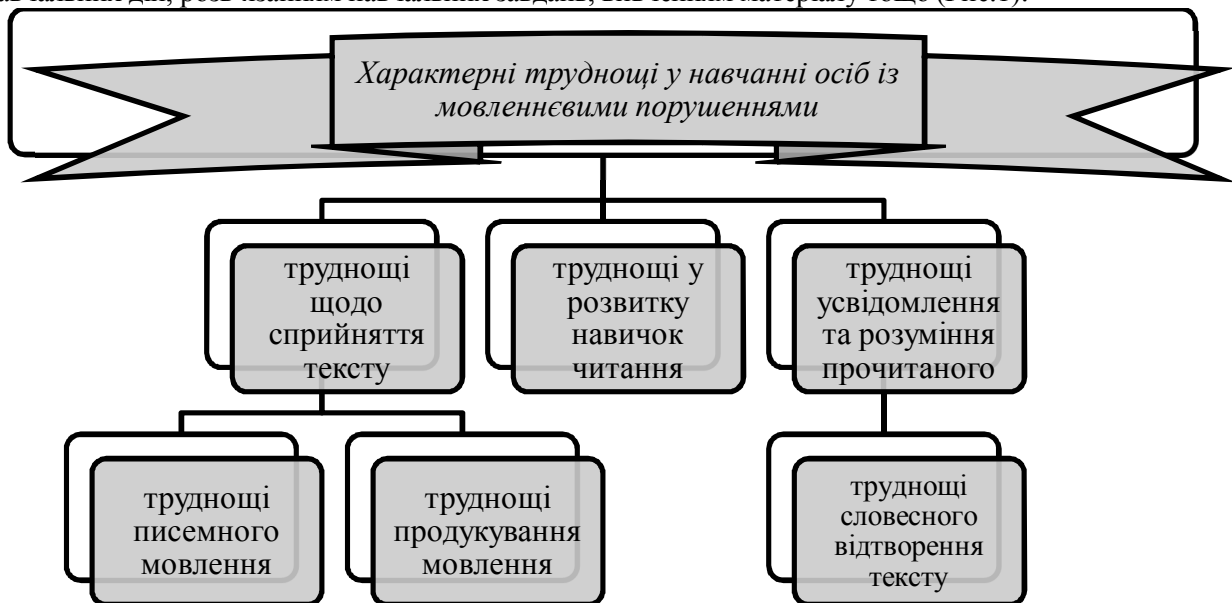 Характерні труднощі у навчанні осіб із
мовленнєвими порушеннями
труднощі
щодо
сприйняття
тексту
труднощі у
розвитку
навичок
читання
труднощі
усвідомлення
та розуміння
прочитаного
труднощі
писемного
мовлення
труднощі
продукування
мовлення
труднощі
словесного
відтворення
тексту